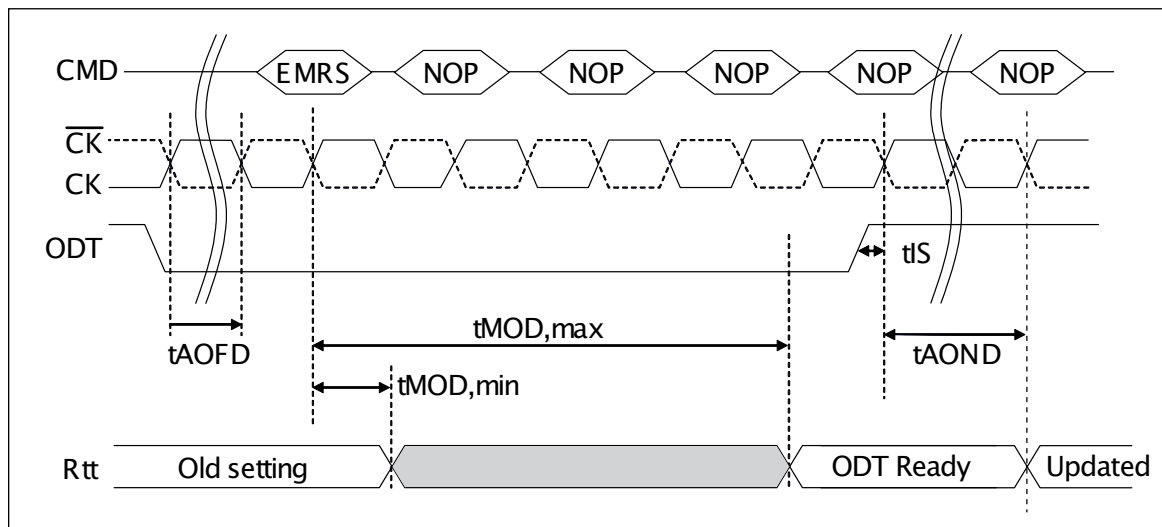 CMD EMRS NOP NOP NOP NOP NOP
C̅K̅
CK
ODT
tIS
tMOD,max
tAOFD
tAOND
tMOD,min
Rtt Old setting ODT Ready Updated